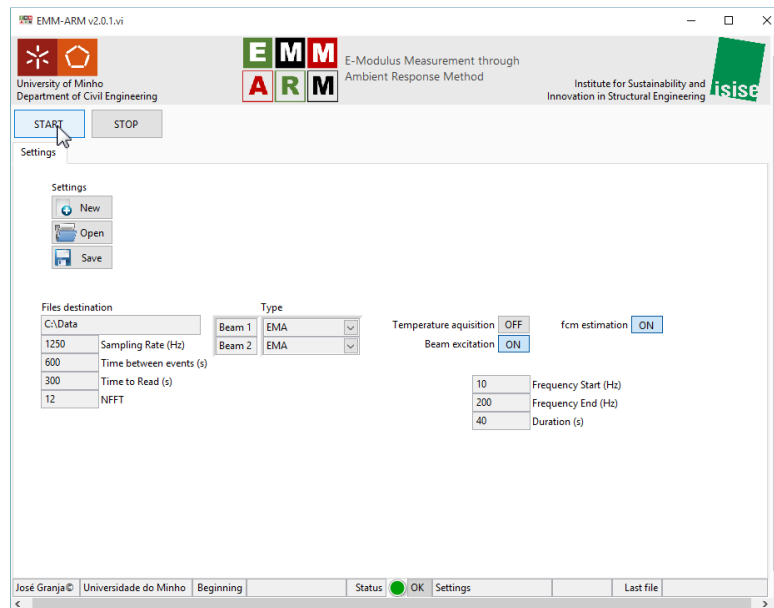 EMM-ARM v2.0.1.vi
University of Minho
Department of Civil Engineering
EMM
ARM
E-Modulus Measurement through
Ambient Response Method
Institute for Sustainability and
Innovation in Structural Engineering
isise
START STOP
Settings
Settings
New
Open
Save
Files destination
C:\Data
1250 Sampling Rate (Hz)
600 Time between events (s)
300 Time to Read (s)
12 NFFT
Type
Beam 1 EMA
Beam 2 EMA
Temperature aquisition OFF
Beam excitation ON
fcm estimation ON
10 Frequency Start (Hz)
200 Frequency End (Hz)
40 Duration (s)
José Granja© Universidade do Minho Beginning Status OK Settings Last file